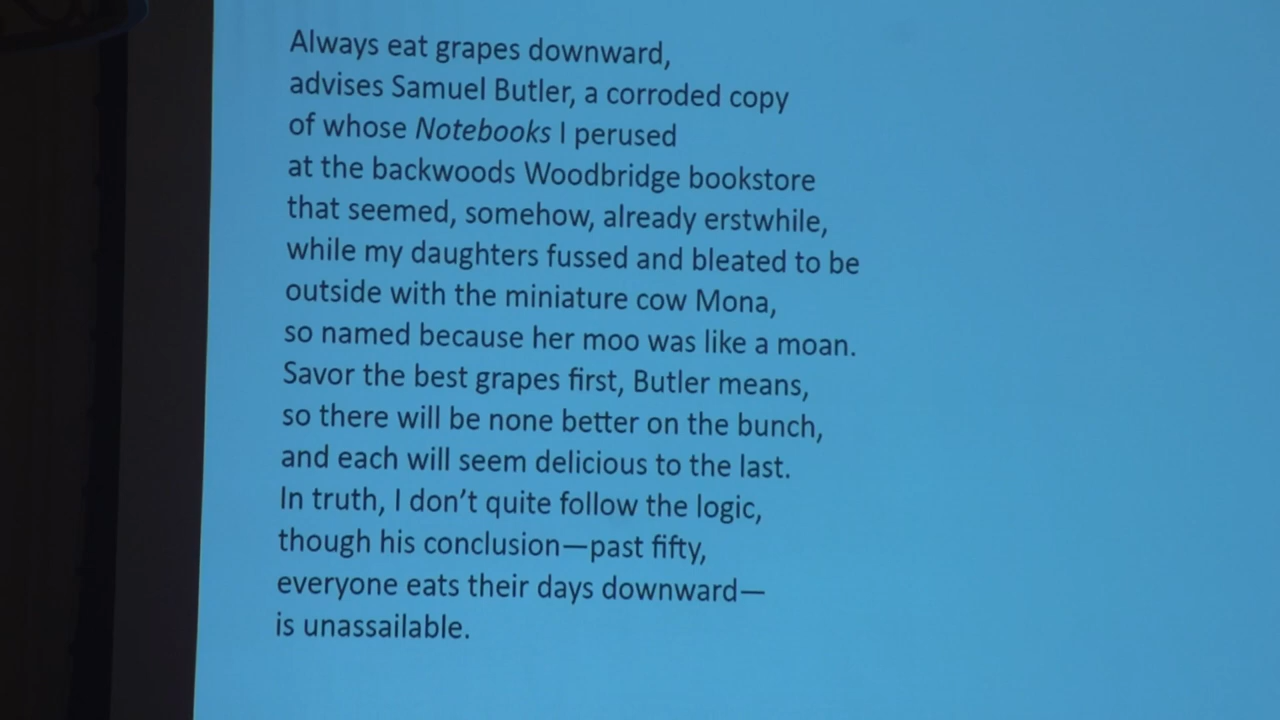 Always eat grapes downward,
advises Samuel Butler, a corroded copy
of whose Notebooks I perused
at the backwoods Woodbridge bookstore
that seemed, somehow, already erstwhile,
while my daughters fussed and bleated to be
outside with the miniature cow Mona,
so named because her moo was like a moan.
Savor the best grapes first, Butler means,
so there will be none better on the bunch,
and each will seem delicious to the last.
In truth, I don’t quite follow the logic,
though his conclusion—past fifty,
everyone eats their days downward—
is unassailable.